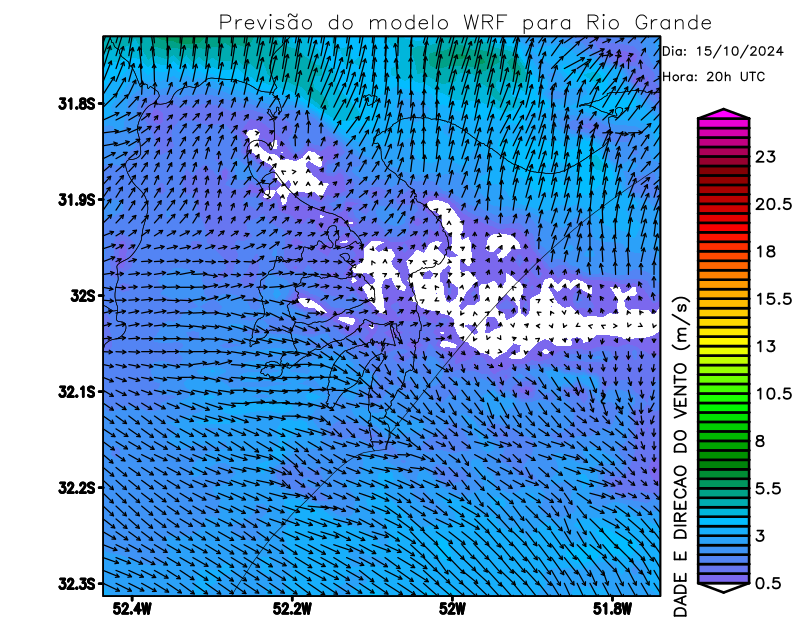 Previsão do modelo WRF para Rio Grande
Dia: 15/10/2024
Hora: 20h UTC
31.8S
31.9S
32S
32.1S
32.2S
32.3S
52.4W
52.2W
52W
51.8W
23
20.5
18
15.5
13
10.5
8
5.5
3
0.5
DADE E DIRECAO DO VENTO (m/s)